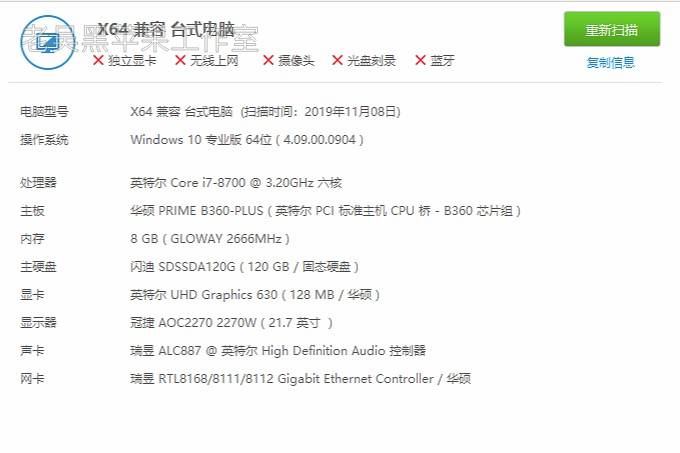 X64 兼容 台式电脑
老吴黑苹果工作室
重新扫描
独立显卡 无线上网 摄像头 光盘刻录 蓝牙
复制信息
电脑型号 X64 兼容 台式电脑 (扫描时间：2019年11月08日)
操作系统 Windows 10 专业版 64位 ( 4.09.00.0904 )
处理器 英特尔 Core i7-8700 @ 3.20GHz 六核
主板 华硕 PRIME B360-PLUS ( 英特尔 PCI 标准主机 CPU 桥 - B360 芯片组 )
内存 8 GB ( GLOWAY 2666MHz )
主硬盘 闪迪 SDSSDA120G ( 120 GB / 固态硬盘 )
显卡 英特尔 UHD Graphics 630 ( 128 MB / 华硕 )
显示器 冠捷 AOC2270 2270W ( 21.7 英寸 )
声卡 瑞昱 ALC887 @ 英特尔 High Definition Audio 控制器
网卡 瑞昱 RTL8168/8111/8112 Gigabit Ethernet Controller / 华硕